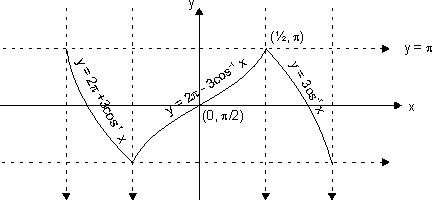 y
(½, π)
y = π
y = 2π+3cos⁻¹ x
y = 2π - 3cos⁻¹ x
y = 3cos⁻¹ x
x
(0, π/2)